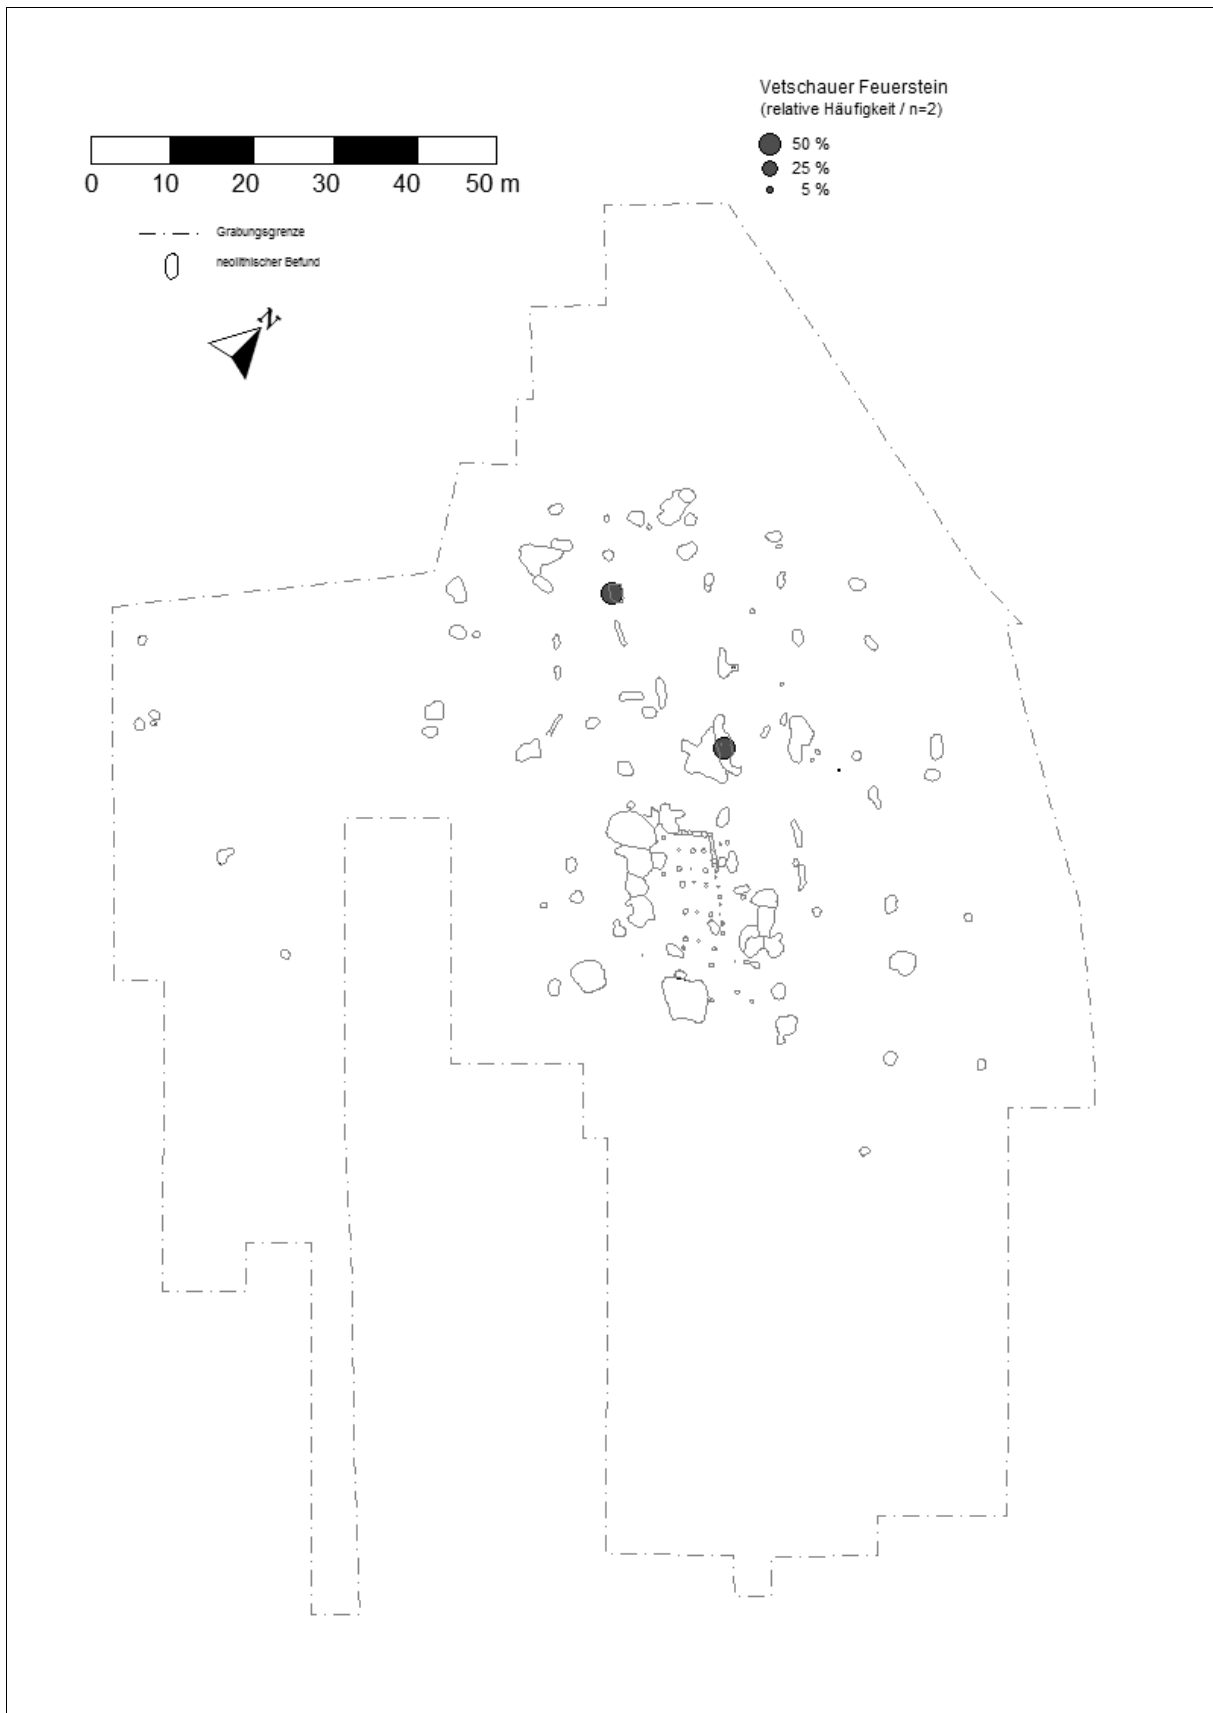 Vetschauer Feuerstein
(relative Häufigkeit / n=2)
50 %
25 %
5 %
0 10 20 30 40 50 m
Grabungsgrenze
neolithischer Befund
N